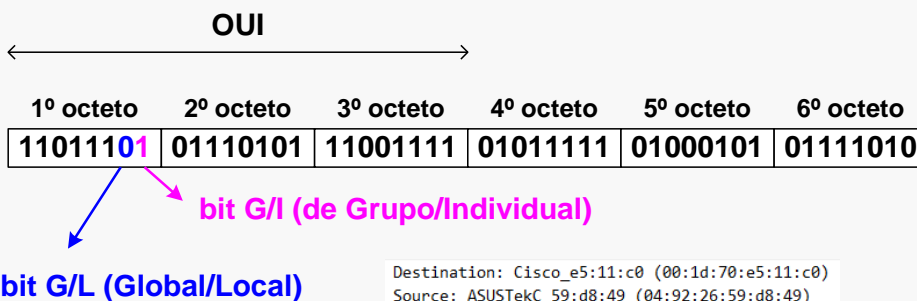 OUI
1º octeto 2º octeto 3º octeto 4º octeto 5º octeto 6º octeto
11011101 01110101 11001111 01011111 01000101 01111010
bit G/I (de Grupo/Individual)
bit G/L (Global/Local)
Destination: Cisco_e5:11:c0 (00:1d:70:e5:11:c0)
Source: ASUSTekC_59:d8:49 (04:92:26:59:d8:49)